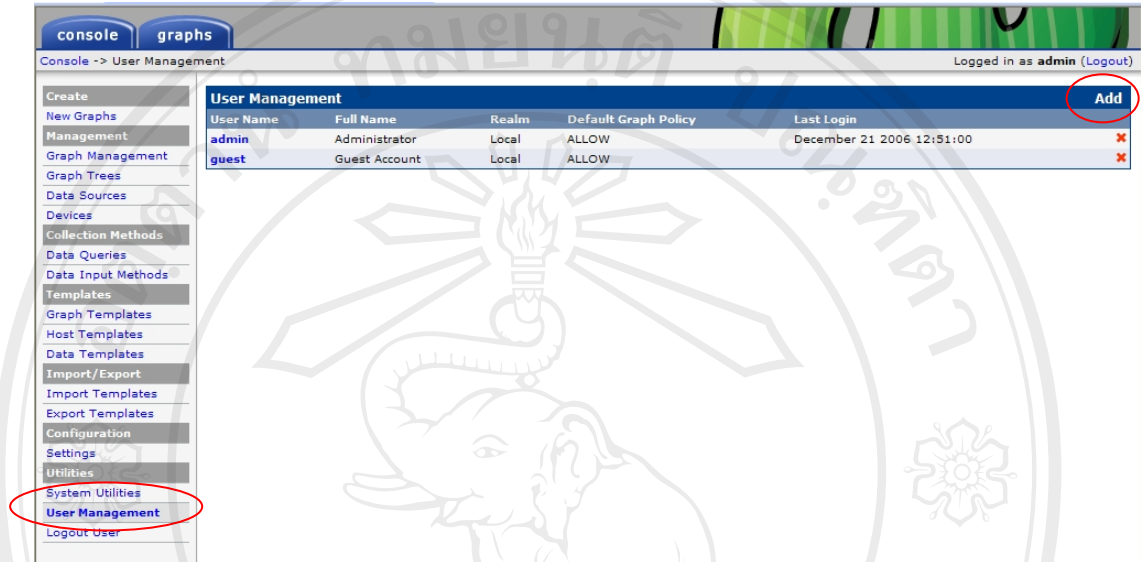 console graphs
Console -> User Management
Logged in as admin (Logout)
Create
New Graphs
Management
Graph Management
Graph Trees
Data Sources
Devices
Collection Methods
Data Queries
Data Input Methods
Templates
Graph Templates
Host Templates
Data Templates
Import/Export
Import Templates
Export Templates
Configuration
Settings
Utilities
System Utilities
User Management
Logout User
User Management Add
User Name Full Name Realm Default Graph Policy Last Login
admin Administrator Local ALLOW December 21 2006 12:51:00
guest Guest Account Local ALLOW